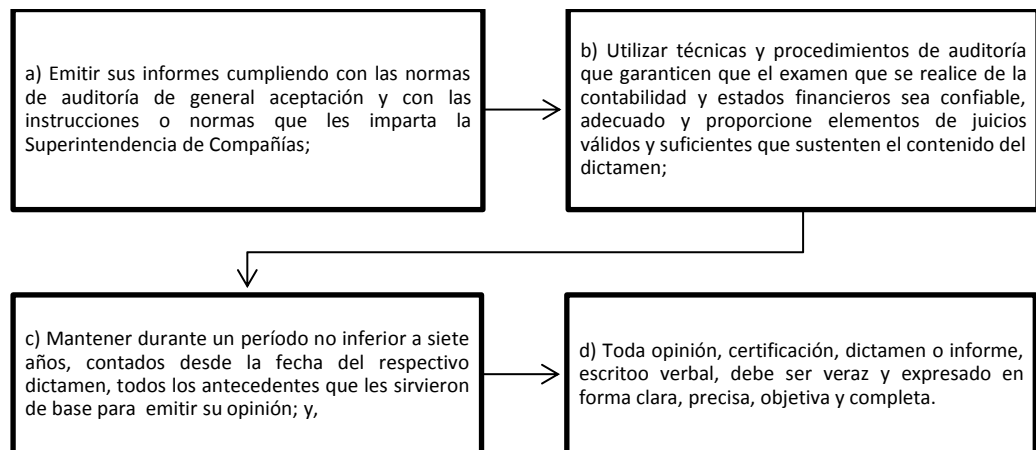 a) Emitir sus informes cumpliendo con las normas
de auditoría de general aceptación y con las
instrucciones o normas que les imparta la
Superintendencia de Compañías;
b) Utilizar técnicas y procedimientos de auditoría
que garanticen que el examen que se realice de la
contabilidad y estados financieros sea confiable,
adecuado y proporcione elementos de juicios
válidos y suficientes que sustenten el contenido del
dictamen;
c) Mantener durante un período no inferior a siete
años, contados desde la fecha del respectivo
dictamen, todos los antecedentes que les sirvieron
de base para emitir su opinión; y,
d) Toda opinión, certificación, dictamen o informe,
escritoo verbal, debe ser veraz y expresado en
forma clara, precisa, objetiva y completa.